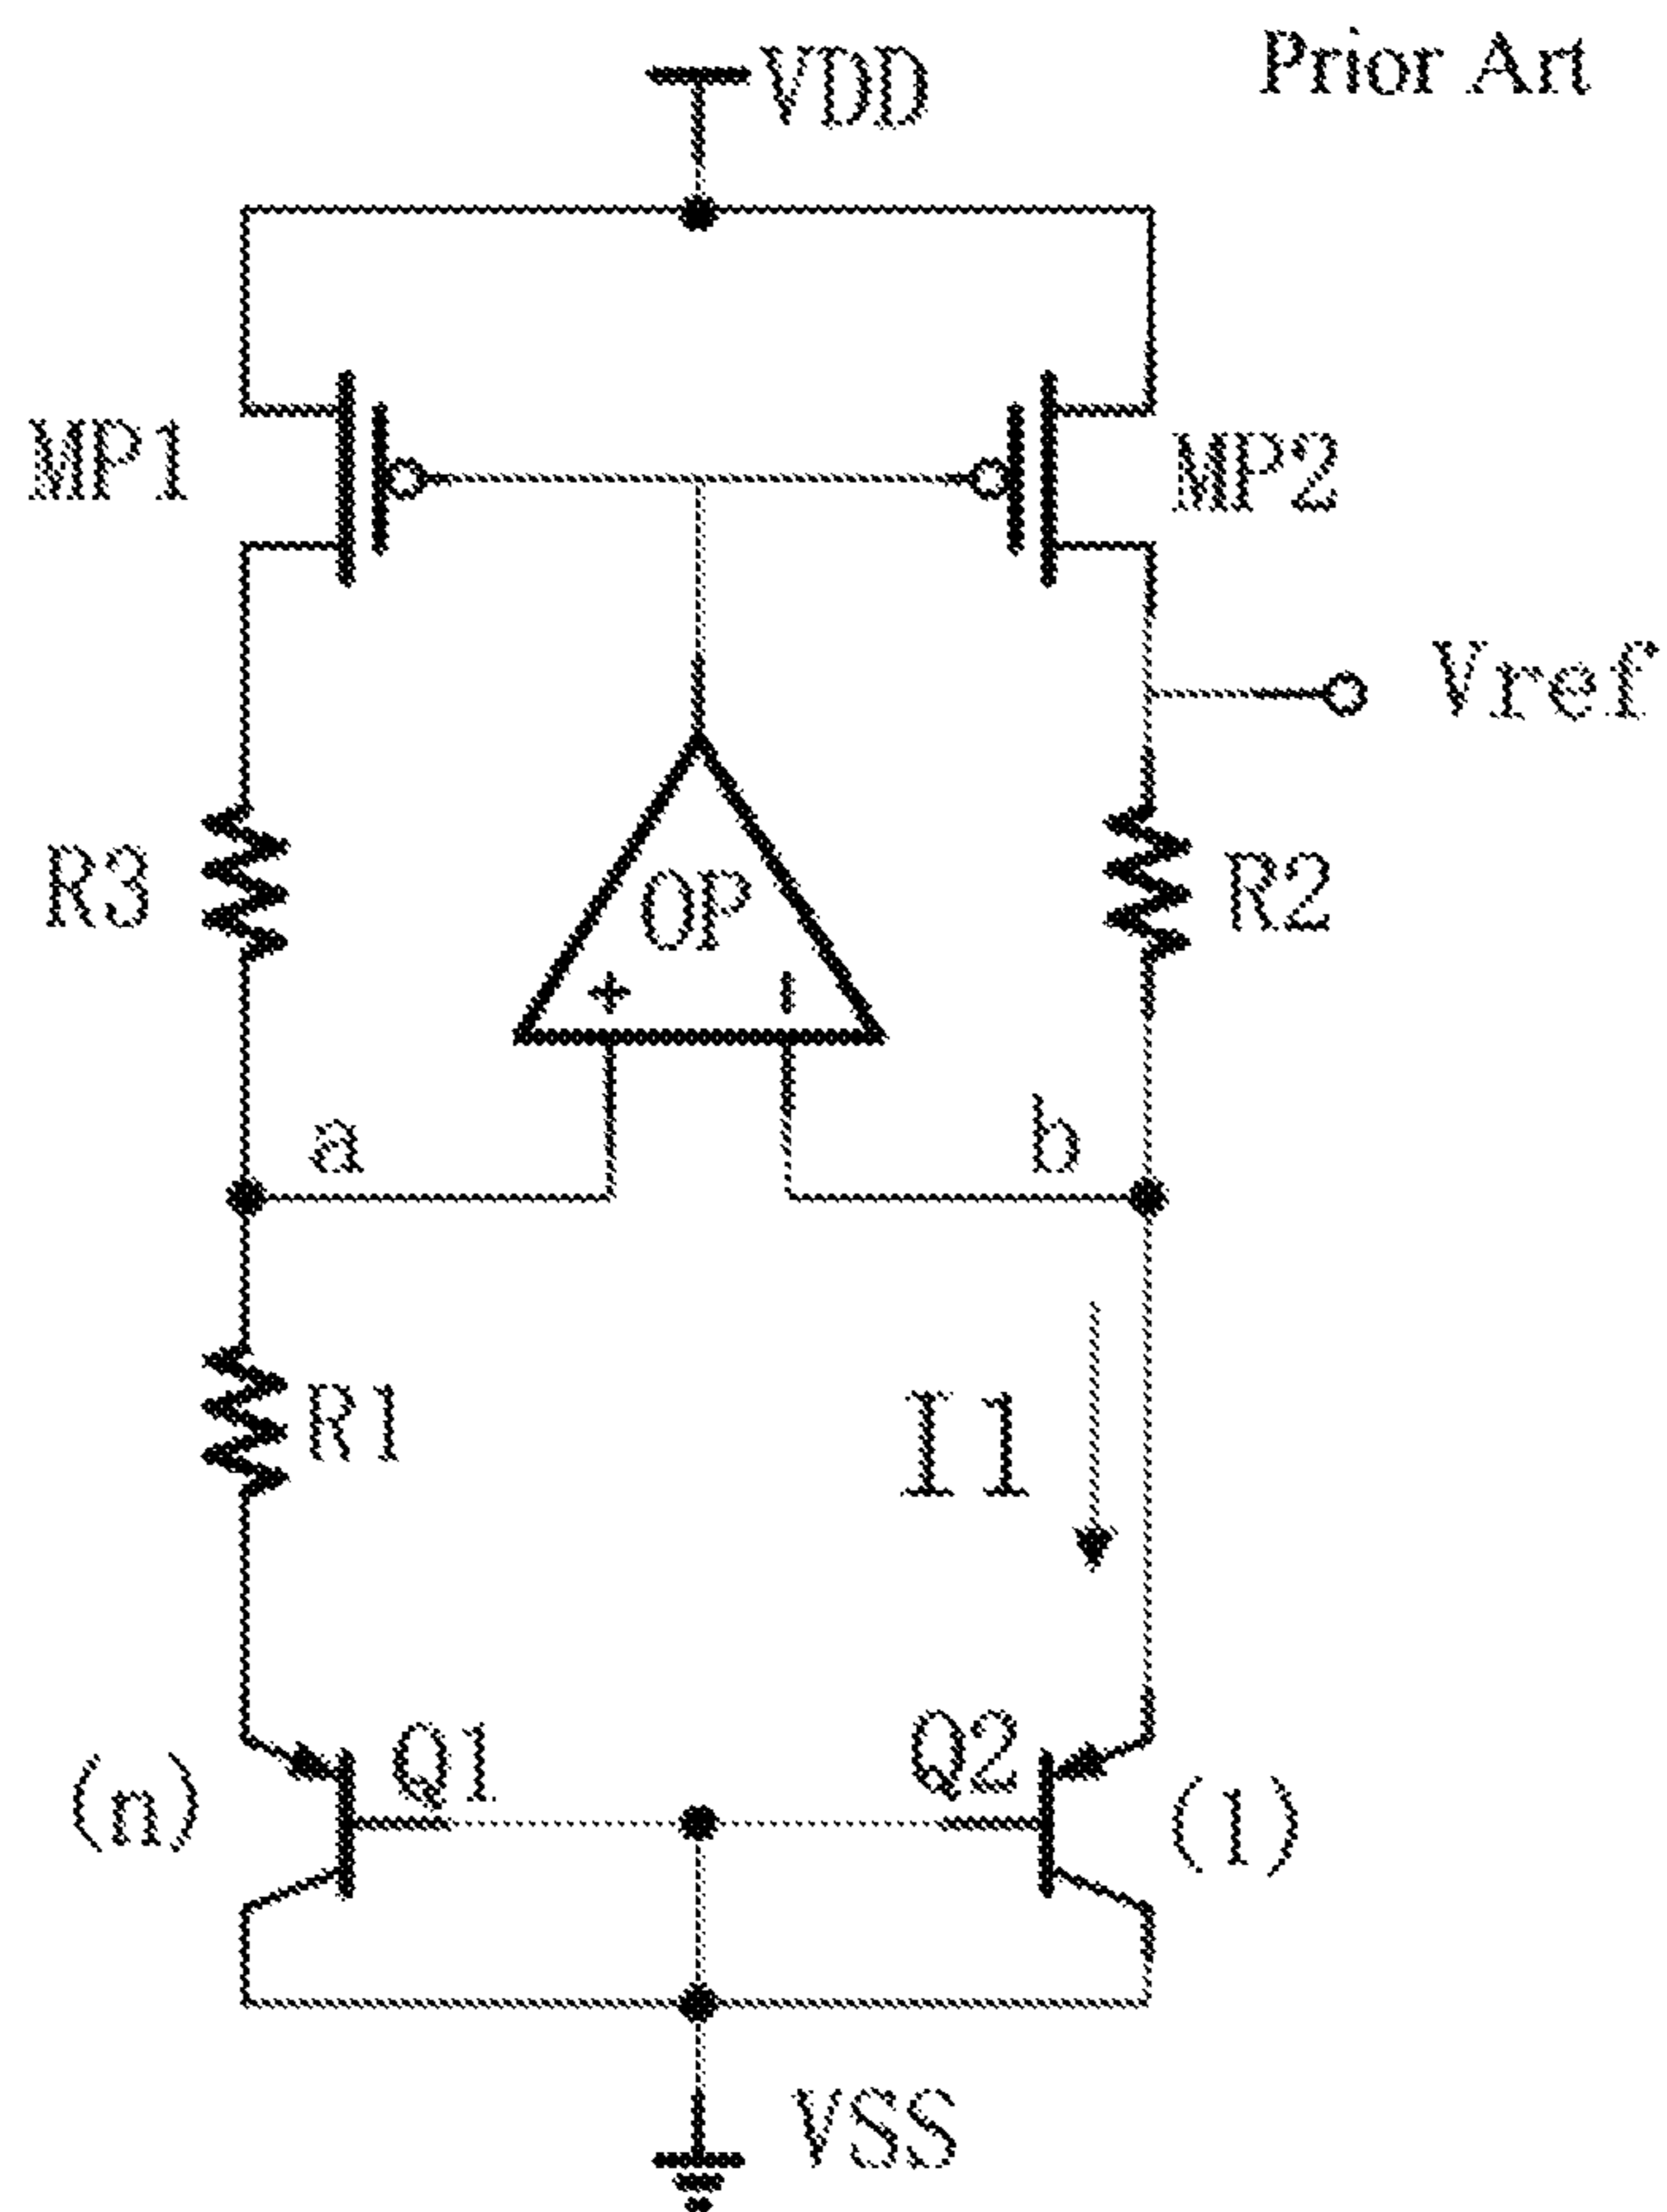 Prior Art
VDD
MP1
MP2
Vref
R3
OP
R2
+
-
a
b
R1
I1
(n)
Q1
Q2
(1)
VSS